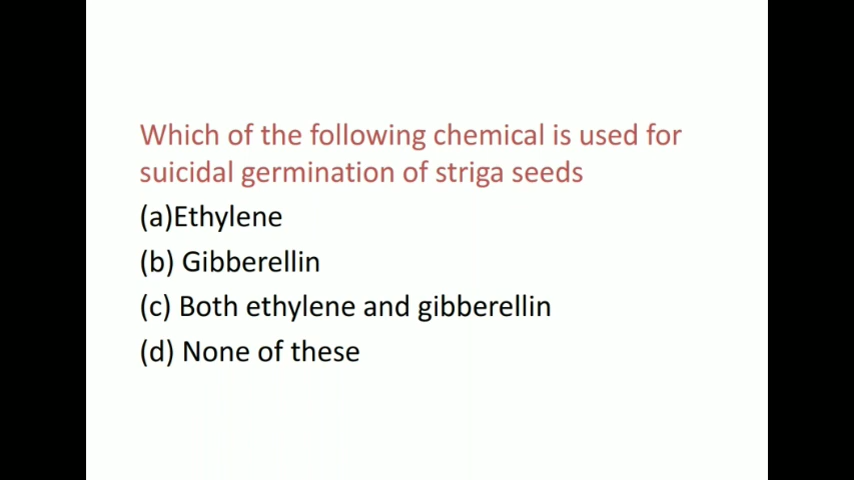 Which of the following chemical is used for
suicidal germination of striga seeds
(a)Ethylene
(b) Gibberellin
(c) Both ethylene and gibberellin
(d) None of these